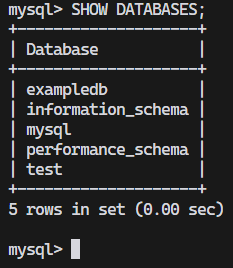 mysql> SHOW DATABASES;
+--------------------+
| Database           |
+--------------------+
| exampledb          |
| information_schema |
| mysql              |
| performance_schema |
| test               |
+--------------------+
5 rows in set (0.00 sec)

mysql>